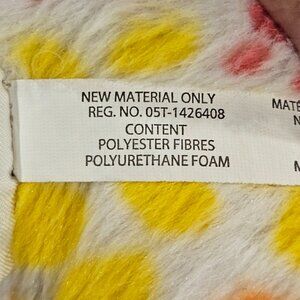 NEW MATERIAL ONLY
REG. NO. 05T-1426408
CONTENT
POLYESTER FIBRES
POLYURETHANE FOAM